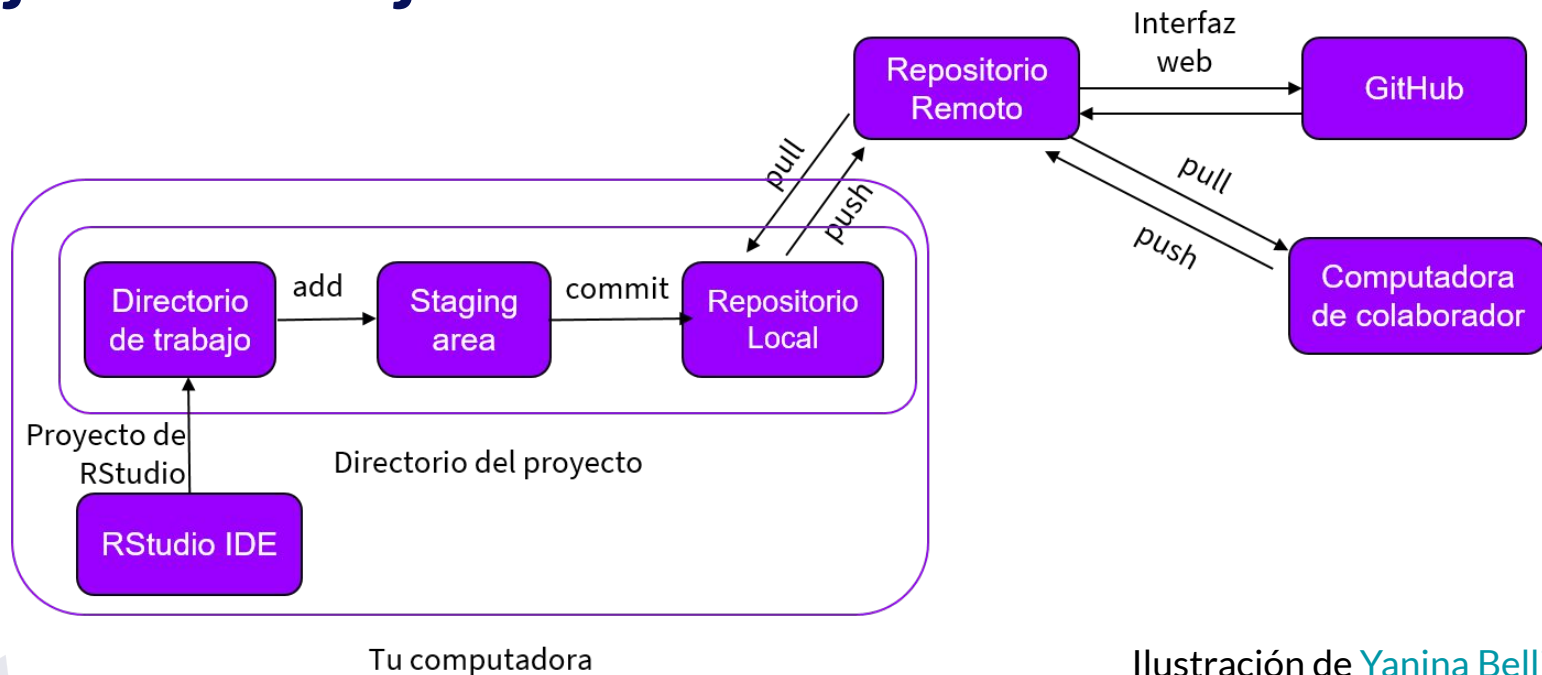 Interfaz
web
Repositorio
Remoto
GitHub
pull
push
pull
push
Directorio
de trabajo
add
Staging
area
commit
Repositorio
Local
Computadora
de colaborador
Proyecto de
RStudio
Directorio del proyecto
RStudio IDE
Tu computadora
Ilustración de Yanina Bell